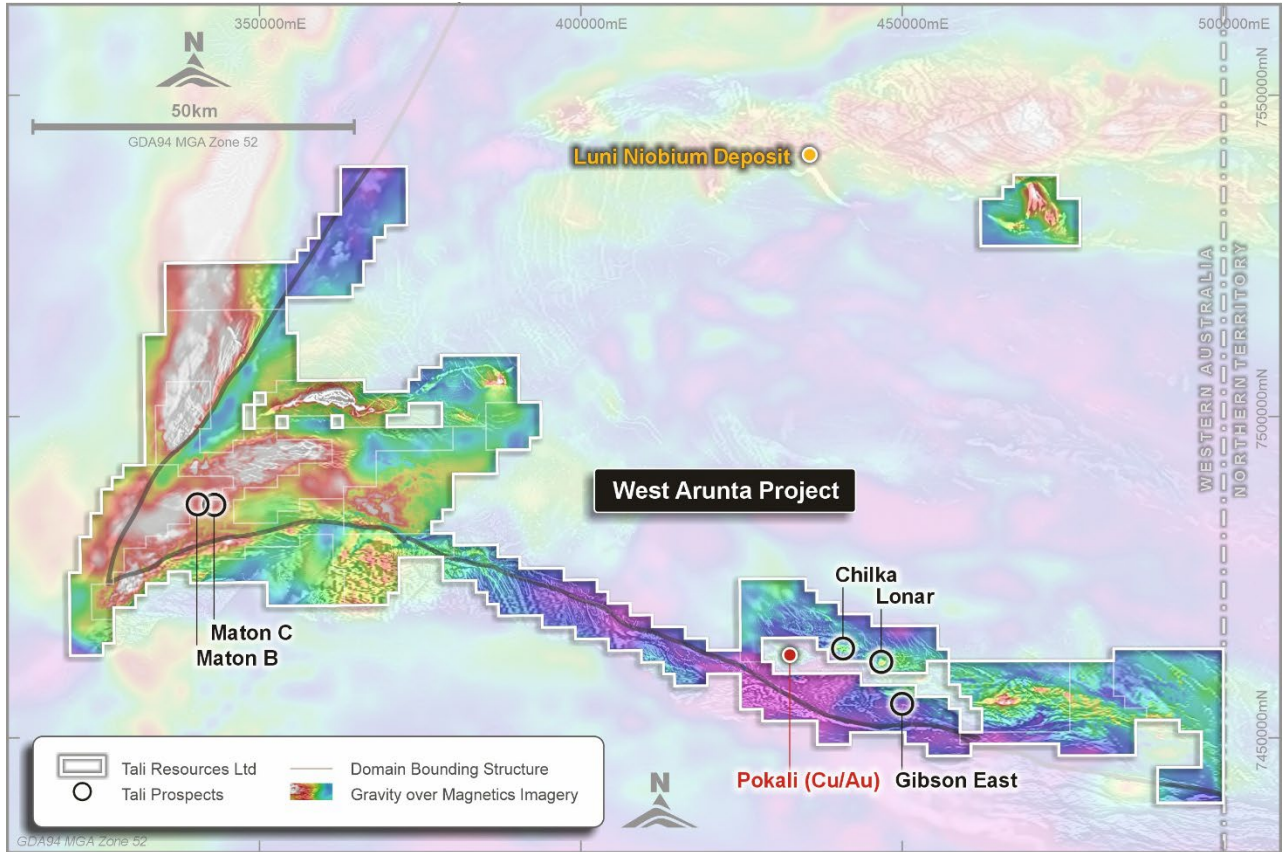 350000mE
400000mE
450000mE
500000mE
N
50km
GDA94 MGA Zone 52
7550000mN
Luni Niobium Deposit
WESTERN AUSTRALIA
NORTHERN TERRITORY
7500000mN
West Arunta Project
Chilka
Lonar
Maton C
Maton B
Pokali (Cu/Au)
Gibson East
7450000mN
Tali Resources Ltd
Domain Bounding Structure
Tali Prospects
Gravity over Magnetics Imagery
N
GDA94 MGA Zone 52